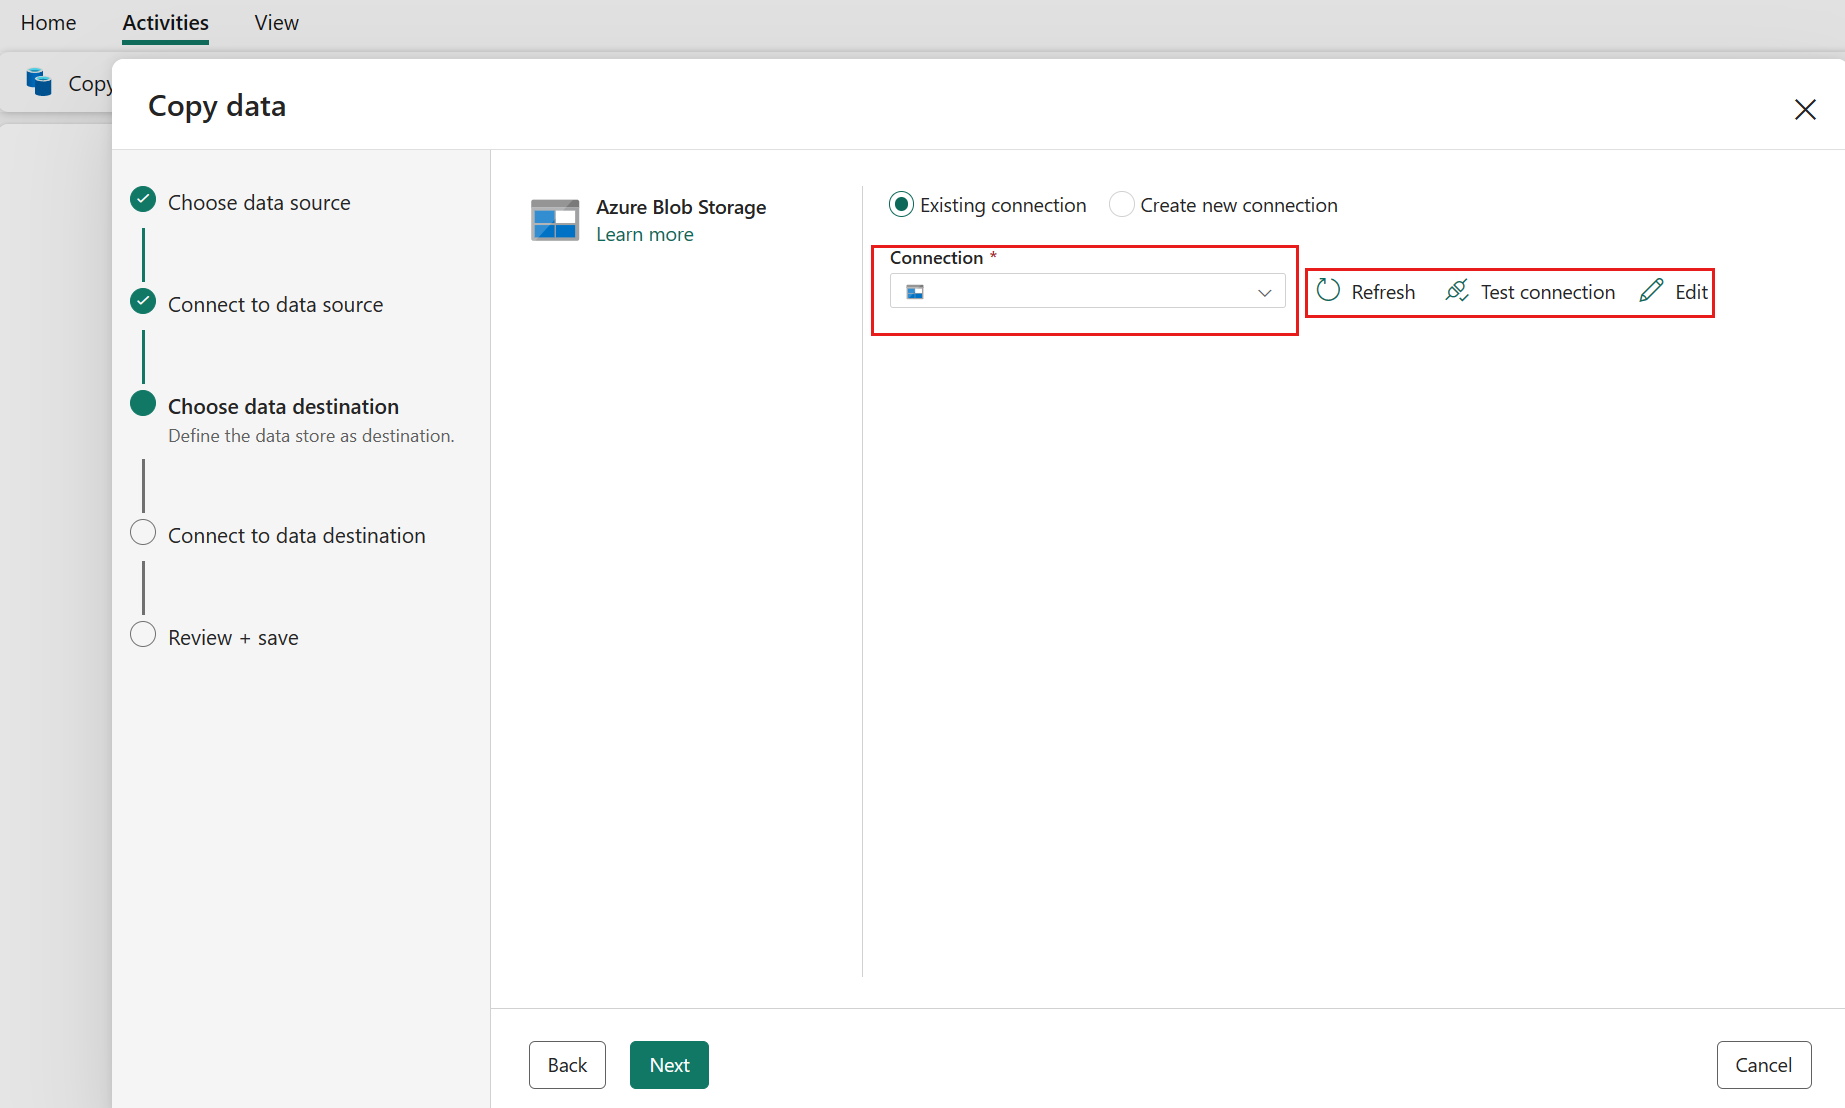 Home Activities View
Copy
Copy data
Choose data source
Connect to data source
Choose data destination
Define the data store as destination.
Connect to data destination
Review + save
Azure Blob Storage
Learn more
Existing connection Create new connection
Connection *
Refresh Test connection Edit
Back Next Cancel